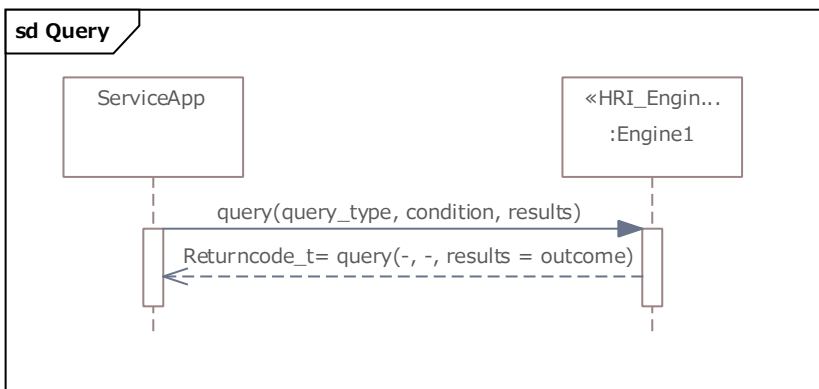 sd Query
ServiceApp
«HRI_Engin...
:Engine1
query(query_type, condition, results)
Returncode_t= query(-, -, results = outcome)